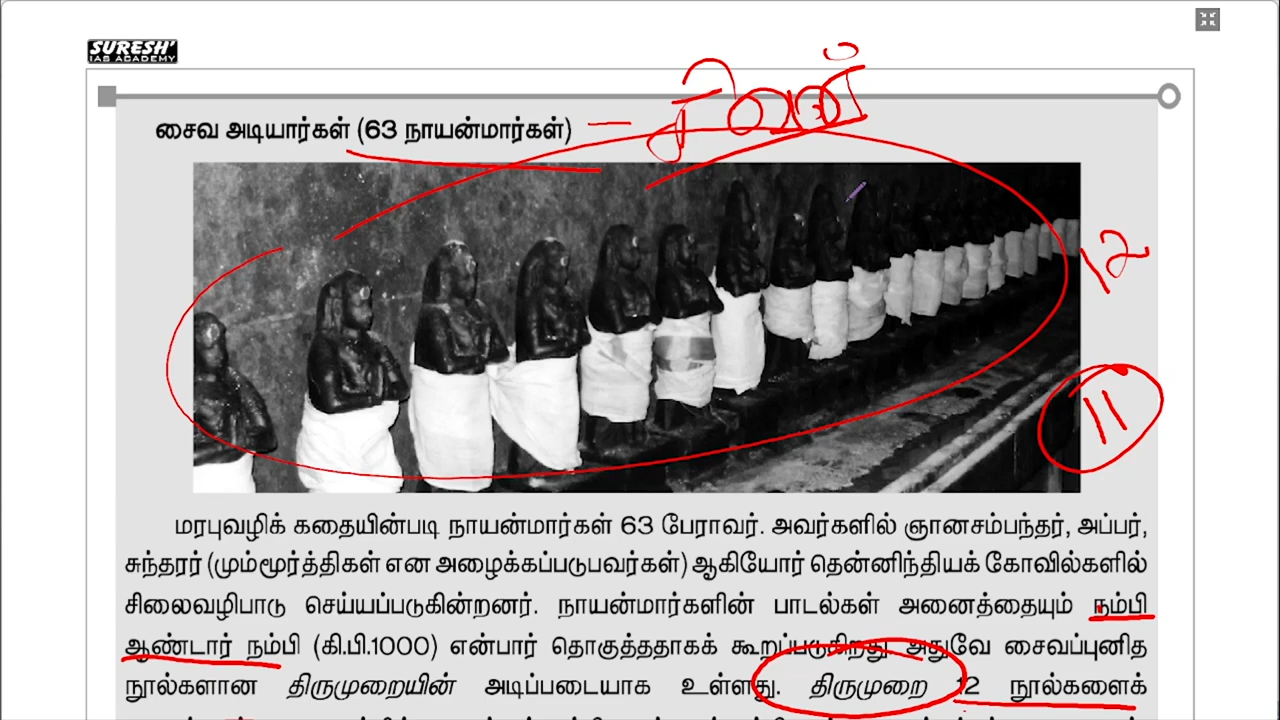 SURESH'
IAS ACADEMY
சைவ அடியார்கள் (63 நாயன்மார்கள்) – சிவன்
12
11
மரபுவழிக் கதையின்படி நாயன்மார்கள் 63 பேராவர். அவர்களில் ஞானசம்பந்தர், அப்பர்,
சுந்தரர் (மும்மூர்த்திகள் என அழைக்கப்படுபவர்கள்) ஆகியோர் தென்னிந்தியக் கோவில்களில்
சிலைவழிபாடு செய்யப்படுகின்றனர். நாயன்மார்களின் பாடல்கள் அனைத்தையும் நம்பி
ஆண்டார் நம்பி (கி.பி.1000) என்பார் தொகுத்ததாகக் கூறப்படுகிறது. அதுவே சைவப்புனித
நூல்களான திருமுறையின் அடிப்படையாக உள்ளது. திருமுறை 12 நூல்களைக்